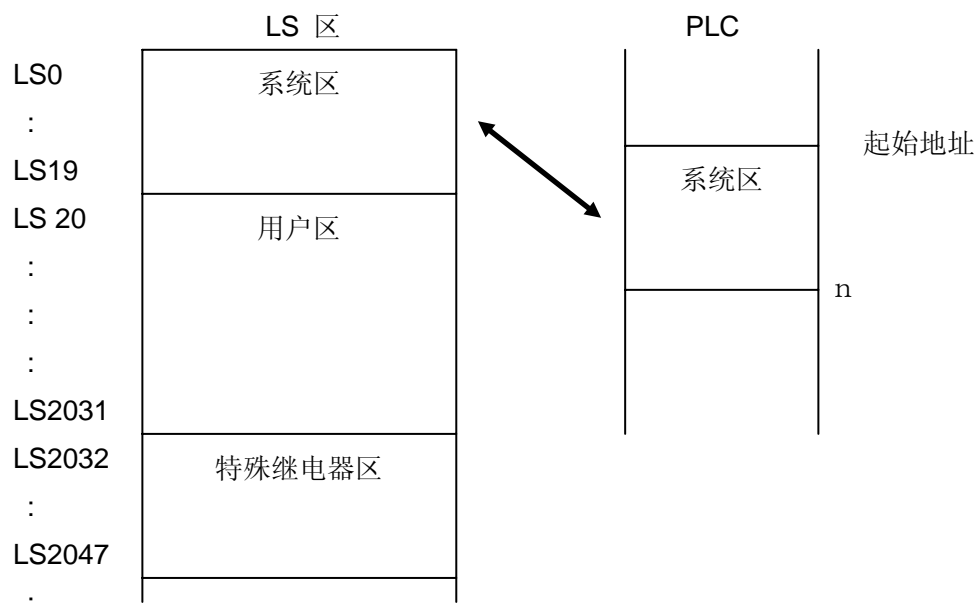 LS 区
LS0
:
LS19
LS 20
:
:
:
LS2031
LS2032
:
LS2047
:
系统区
用户区
特殊继电器区
PLC
起始地址
系统区
n